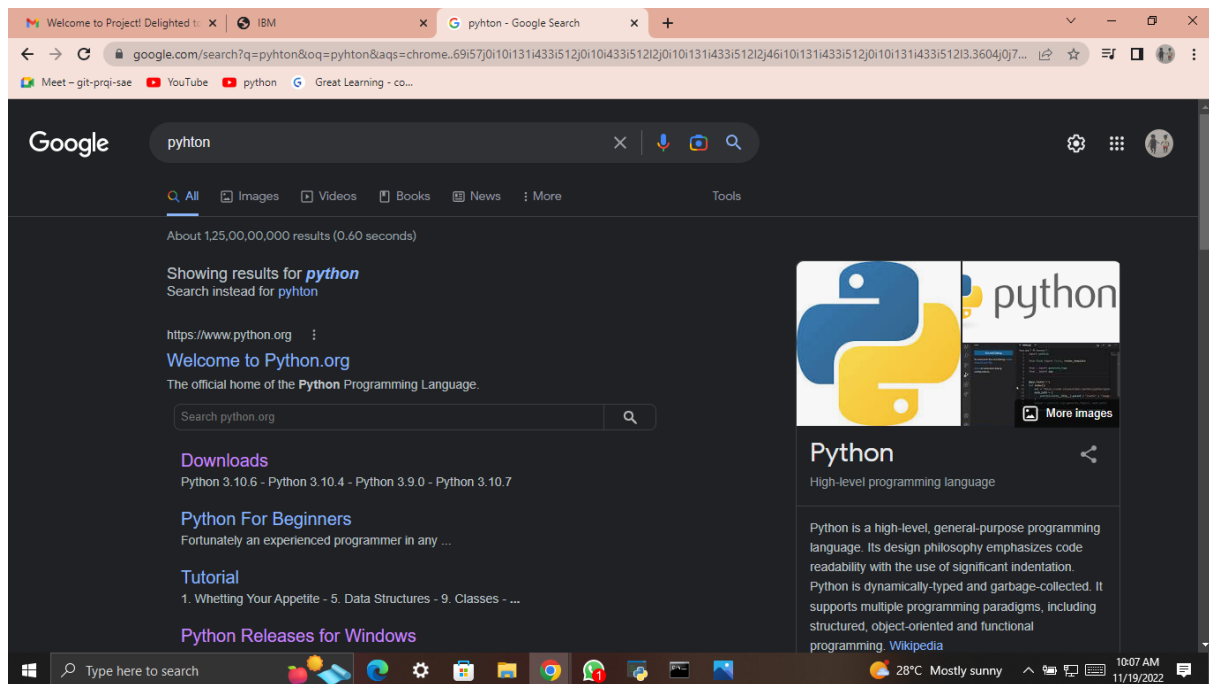 Welcome to Project! Delighted to
IBM
pyhton - Google Search
google.com/search?q=pyhton&oq=pyhton&aqs=chrome..69i57j0i10i131i433i512j0i10i433i512l2j0i10i131i433i512l2j46i10i131i433i512j0i10i131i433i512l3.3604j0j7...
Meet – git-prqi-sae
YouTube
python
Great Learning - co...
Google
pyhton
All
Images
Videos
Books
News
More
Tools
About 1,25,00,00,000 results (0.60 seconds)
Showing results for python
Search instead for pyhton
https://www.python.org
Welcome to Python.org
The official home of the Python Programming Language.
Search python.org
Downloads
Python 3.10.6 - Python 3.10.4 - Python 3.9.0 - Python 3.10.7
Python For Beginners
Fortunately an experienced programmer in any ...
Tutorial
1. Whetting Your Appetite - 5. Data Structures - 9. Classes - ...
Python Releases for Windows
python
More images
Python
High-level programming language
Python is a high-level, general-purpose programming
language. Its design philosophy emphasizes code
readability with the use of significant indentation.
Python is dynamically-typed and garbage-collected. It
supports multiple programming paradigms, including
structured, object-oriented and functional
programming. Wikipedia
Type here to search
1
28°C Mostly sunny
10:07 AM
11/19/2022